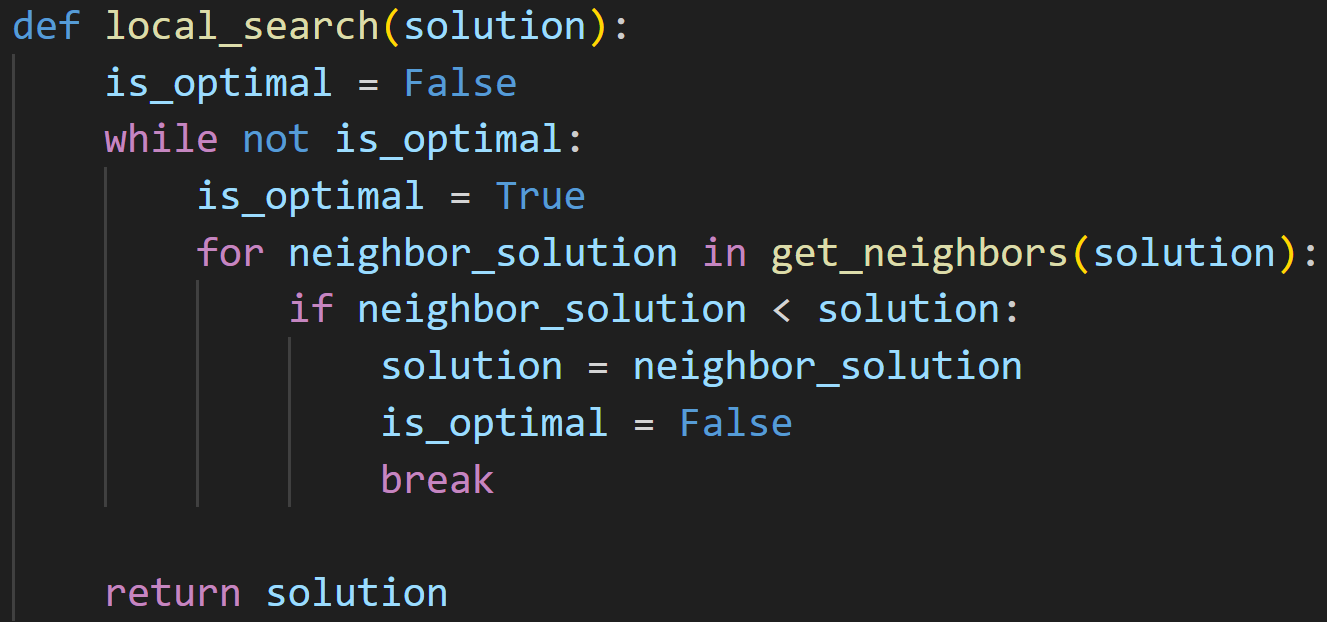 def local_search(solution):
    is_optimal = False
    while not is_optimal:
        is_optimal = True
        for neighbor_solution in get_neighbors(solution):
            if neighbor_solution < solution:
                solution = neighbor_solution
                is_optimal = False
                break
    return solution